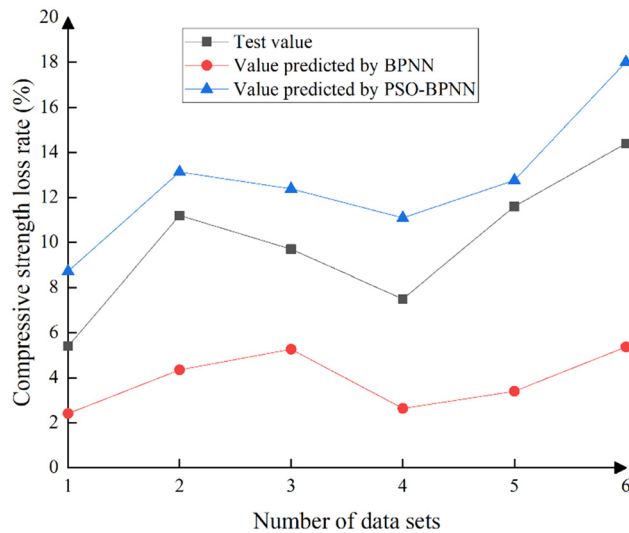 20
18
16
14
12
10
8
6
4
2
0
Compressive strength loss rate (%)
Test value
Value predicted by BPNN
Value predicted by PSO-BPNN
1 2 3 4 5 6
Number of data sets